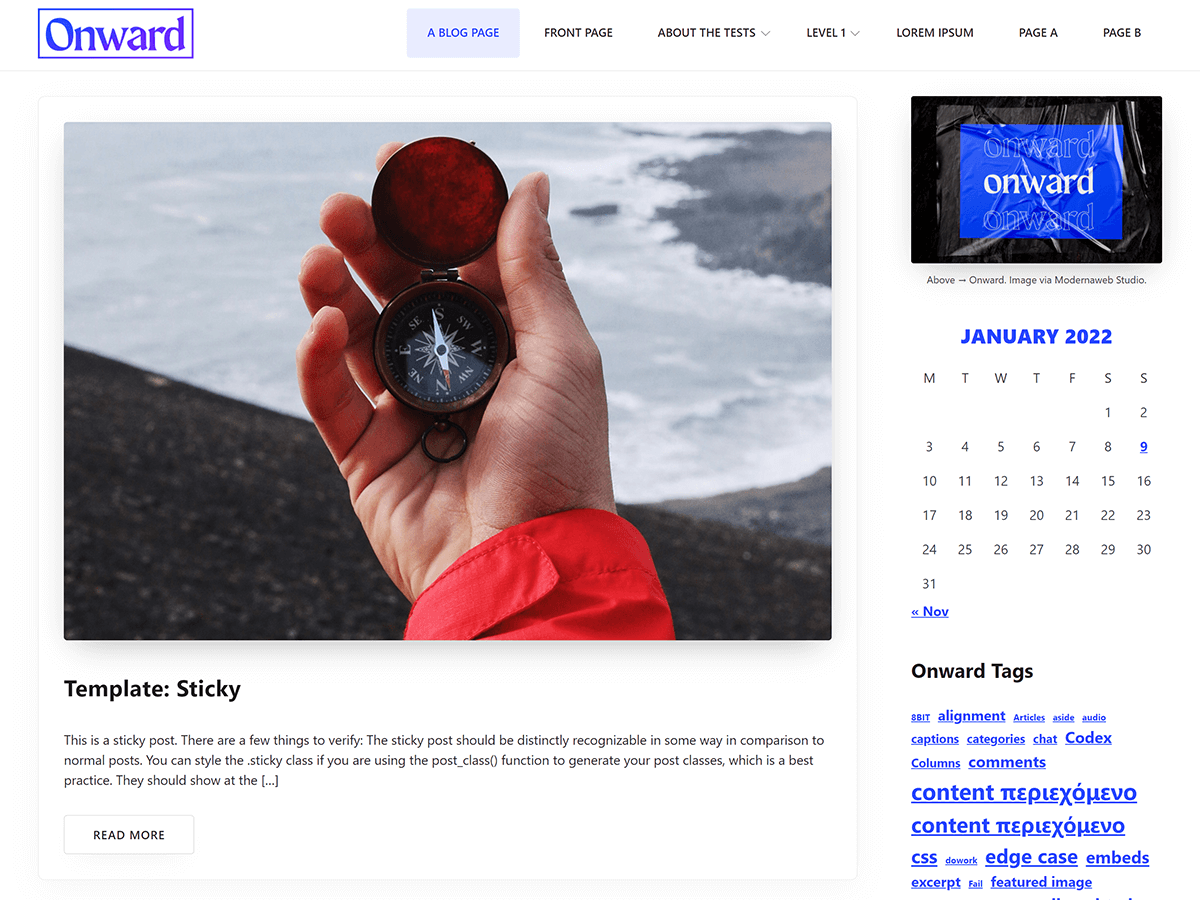 Onward
A BLOG PAGE FRONT PAGE ABOUT THE TESTS LEVEL 1 LOREM IPSUM PAGE A PAGE B
S
SE SW
E W
NE NW
N
Template: Sticky
This is a sticky post. There are a few things to verify: The sticky post should be distinctly recognizable in some way in comparison to
normal posts. You can style the .sticky class if you are using the post_class() function to generate your post classes, which is a best
practice. They should show at the […]
READ MORE
onward
onward
onward
Above → Onward. Image via Modernaweb Studio.
JANUARY 2022
M T W T F S S
1 2
3 4 5 6 7 8 9
10 11 12 13 14 15 16
17 18 19 20 21 22 23
24 25 26 27 28 29 30
31
« Nov
Onward Tags
8BIT alignment Articles aside audio
captions categories chat Codex
Columns comments
content περιεχόμενο
content περιεχόμενο
css dowork edge case embeds
excerpt Fail featured image